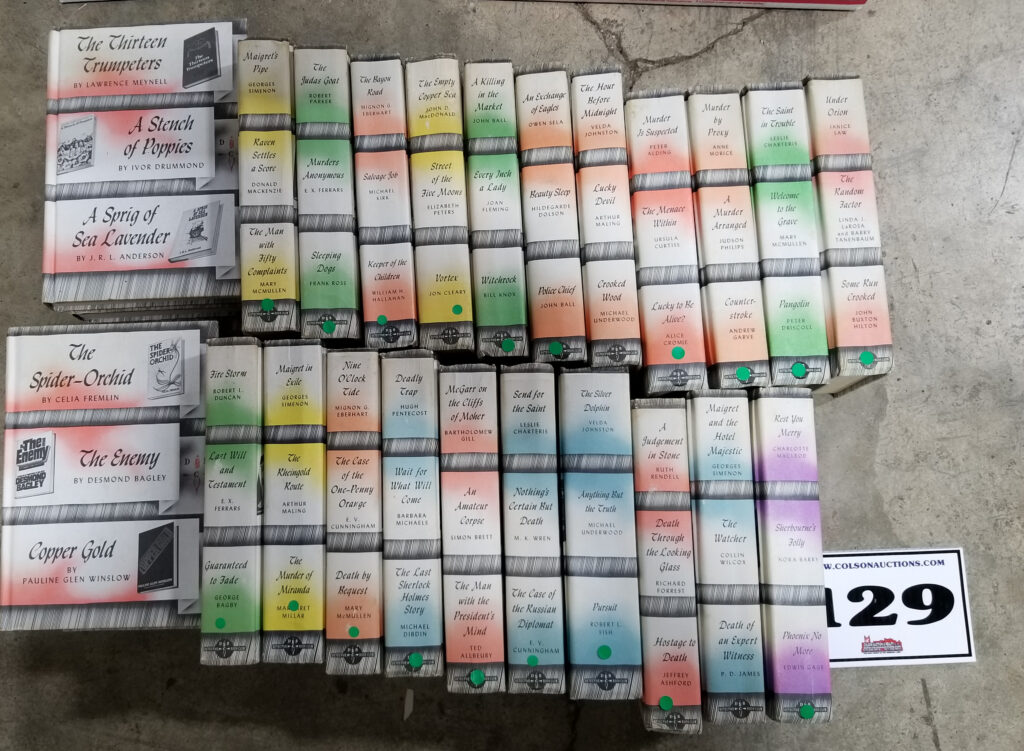 The Thirteen
Trumpeters
BY LAWRENCE MEYNELL
A Stench
of Poppies
BY IVOR DRUMMOND
A Sprig of
Sea Lavender
BY J. R. L. ANDERSON
Maigret's
Pipe
GEORGES
SIMENON
Raven
Settles
a Score
DONALD
MACKENZIE
The Man
with
Fifty
Complaints
MARY
McMULLEN
The
Judas Goat
ROBERT
PARKER
Murders
Anonymous
E. X. FERRARS
Sleeping
Dogs
FRANK ROSS
The Bayou
Road
MIGNON G.
EBERHART
Salvage Job
MICHAEL
KIRK
Keeper of the
Children
WILLIAM H.
HALLAHAN
The Empty
Copper Sea
JOHN D.
MacDONALD
Street
of the
Five Moons
ELIZABETH
PETERS
Vortex
JON CLEARY
A Killing
in the
Market
JOHN BALL
Every Inch
a Lady
JOAN
FLEMING
Witchrock
BILL KNOX
An Exchange
of Eagles
OWEN SELA
Beauty Sleep
HILDEGARDE
DOLSON
Police Chief
JOHN BALL
The Hour
Before
Midnight
VELDA
JOHNSTON
Lucky
Devil
ARTHUR
MALING
Crooked
Wood
MICHAEL
UNDERWOOD
Murder
Is Suspected
PETER
ALDING
The Menace
Within
URSULA
CURTISS
Lucky to Be
Alive?
ALICE
CROMIE
Murder
by
Proxy
ANNE
MORICE
A
Murder
Arranged
JUDSON
PHILIPS
Counter-
stroke
ANDREW
GARVE
The Saint
in Trouble
LESLIE
CHARTERIS
Welcome
to the
Grave
MARY
McMULLEN
Pangolin
PETER
DRISCOLL
Under
Orion
JANICE
LAW
The
Random
Factor
LINDA J.
LaROSA and BARRY
TANENBAUM
Some Run
Crooked
JOHN
BUXTON
HILTON
The
Spider-Orchid
BY CELIA FREMLIN
THE
SPIDER-
ORCHID
The
Enemy
DESMOND
BAGLEY
The Enemy
BY DESMOND BAGLEY
Copper Gold
BY
PAULINE GLEN WINSLOW
Fire Storm
ROBERT L.
DUNCAN
Last Will
and
Testament
E. X.
FERRARS
Guaranteed
to Fade
GEORGE
BAGBY
Maigret in
Exile
GEORGES
SIMENON
The
Rheingold
Route
ARTHUR
MALING
The
Murder of
Miranda
MARGARET
MILLAR
Nine
O'Clock
Tide
MIGNON G.
EBERHART
The Case
of the
One-Penny
Orange
E. V.
CUNNINGHAM
Death by
Bequest
MARY
McMULLEN
Deadly
Trap
HUGH
PENTECOST
Wait for
What Will
Come
BARBARA
MICHAELS
The Last
Sherlock
Holmes
Story
MICHAEL
DIBDIN
McGarr on
the Cliffs
of Moher
BARTHOLOMEW
GILL
An
Amateur
Corpse
SIMON BRETT
The Man
with the
President's
Mind
TED
ALLBEURY
Send for
the Saint
LESLIE
CHARTERIS
Nothing's
Certain But
Death
M. K. WREN
The Case of
the Russian
Diplomat
E. V.
CUNNINGHAM
The Silver
Dolphin
VELDA
JOHNSTON
Anything But
the Truth
MICHAEL
UNDERWOOD
Pursuit
ROBERT L.
FISH
A
Judgement
in Stone
RUTH
RENDELL
Death
Through
the Looking
Glass
RICHARD
FORREST
Hostage to
Death
JEFFREY
ASHFORD
Maigret
and the
Hotel
Majestic
GEORGES
SIMENON
The
Watcher
COLLIN
WILCOX
Death of
an Expert
Witness
P. D. JAMES
Rest You
Merry
CHARLOTTE
MACLEOD
Sherbourne's
Folly
NORA BARRY
Phoenix No
More
EDWIN GAGE
W.COLSONAUCTIONS.COM
129